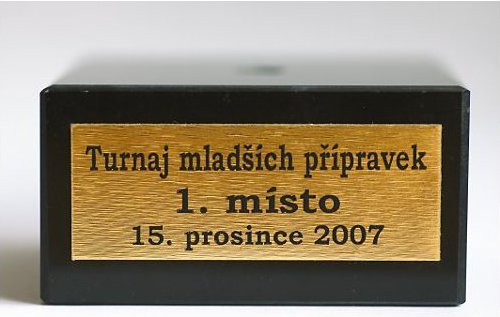 Turnaj mladších přípravek
1. místo
15. prosince 2007